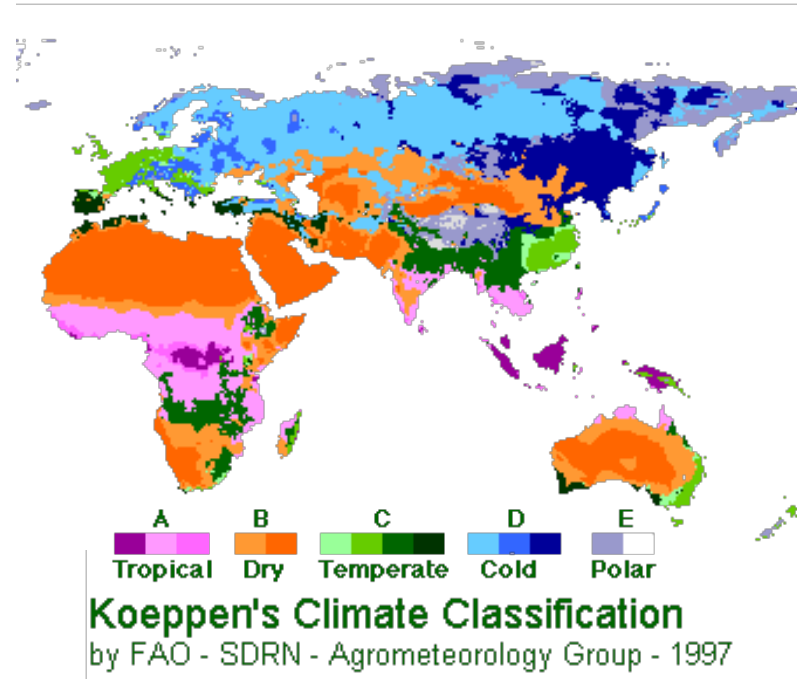 A B C D E
Tropical Dry Temperate Cold Polar
Koeppen's Climate Classification
by FAO - SDRN - Agrometeorology Group - 1997